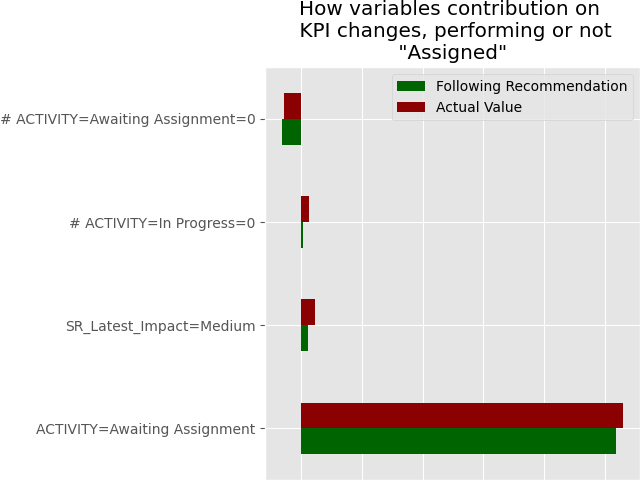 How variables contribution on
KPI changes, performing or not
"Assigned"
Following Recommendation
Actual Value
# ACTIVITY=Awaiting Assignment=0
# ACTIVITY=In Progress=0
SR_Latest_Impact=Medium
ACTIVITY=Awaiting Assignment